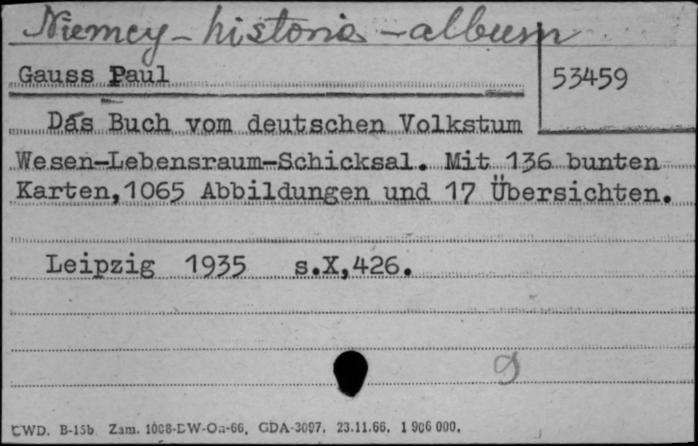 Niemcy - historia - album
Gauss Paul
53459
Das Buch vom deutschen Volkstum
Wesen-Lebensraum-Schicksal. Mit 136 bunten
Karten,1065 Abbildungen und 17 Übersichten.
Leipzig 1935 s.X,426.
CWD. B-15b Zam. 1008-DW-On-66, GDA-3097. 23.11.66. 1 906 000.